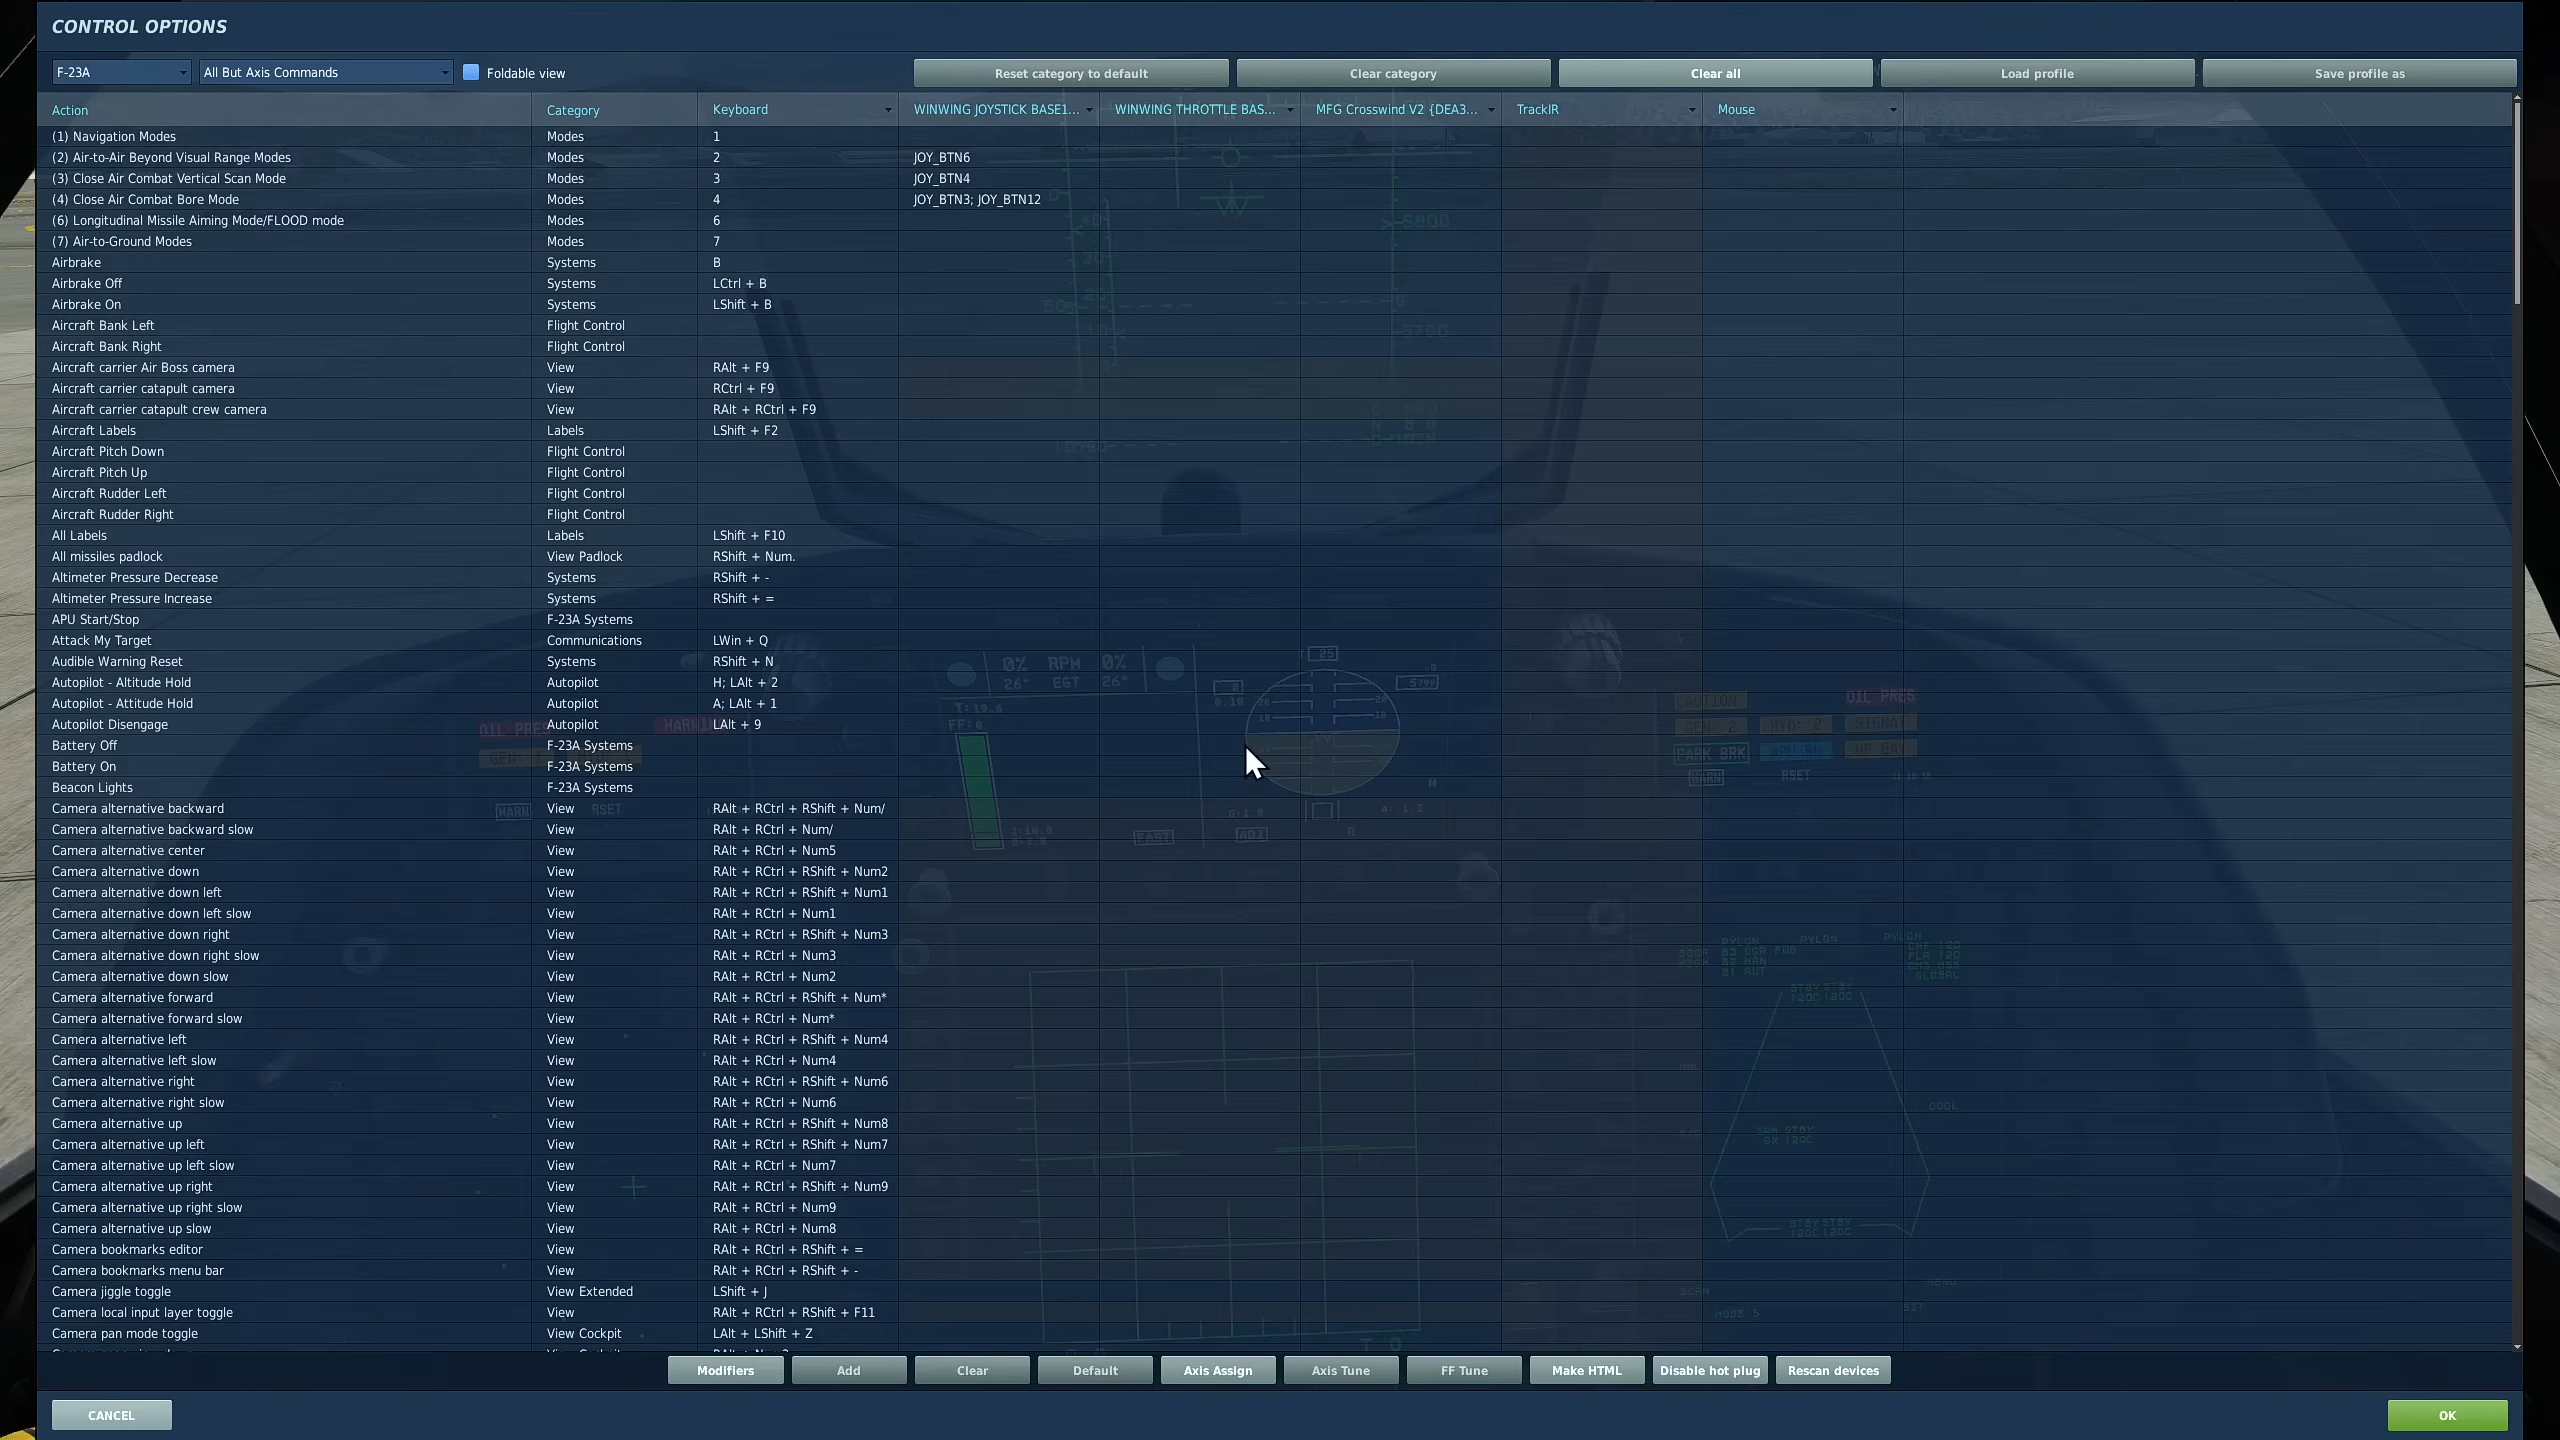 CONTROL OPTIONS
F-23A All But Axis Commands Foldable view Reset category to default Clear category Clear all Load profile Save profile as
Action Category Keyboard WINWING JOYSTICK BASE1... WINWING THROTTLE BAS... MFG Crosswind V2 {DEA3... TrackIR Mouse
(1) Navigation Modes Modes 1
(2) Air-to-Air Beyond Visual Range Modes Modes 2 JOY_BTN6
(3) Close Air Combat Vertical Scan Mode Modes 3 JOY_BTN4
(4) Close Air Combat Bore Mode Modes 4 JOY_BTN3; JOY_BTN12
(6) Longitudinal Missile Aiming Mode/FLOOD mode Modes 6
(7) Air-to-Ground Modes Modes 7
Airbrake Systems B
Airbrake Off Systems LCtrl + B
Airbrake On Systems LShift + B
Aircraft Bank Left Flight Control
Aircraft Bank Right Flight Control
Aircraft carrier Air Boss camera View RAlt + F9
Aircraft carrier catapult camera View RCtrl + F9
Aircraft carrier catapult crew camera View RAlt + RCtrl + F9
Aircraft Labels Labels LShift + F2
Aircraft Pitch Down Flight Control
Aircraft Pitch Up Flight Control
Aircraft Rudder Left Flight Control
Aircraft Rudder Right Flight Control
All Labels Labels LShift + F10
All missiles padlock View Padlock RShift + Num.
Altimeter Pressure Decrease Systems RShift + -
Altimeter Pressure Increase Systems RShift + =
APU Start/Stop F-23A Systems
Attack My Target Communications LWin + Q
Audible Warning Reset Systems RShift + N
Autopilot - Altitude Hold Autopilot H; LAlt + 2
Autopilot - Attitude Hold Autopilot A; LAlt + 1
Autopilot Disengage Autopilot LAlt + 9
Battery Off F-23A Systems
Battery On F-23A Systems
Beacon Lights F-23A Systems
Camera alternative backward View RAlt + RCtrl + RShift + Num/
Camera alternative backward slow View RAlt + RCtrl + Num/
Camera alternative center View RAlt + RCtrl + Num5
Camera alternative down View RAlt + RCtrl + RShift + Num2
Camera alternative down left View RAlt + RCtrl + RShift + Num1
Camera alternative down left slow View RAlt + RCtrl + Num1
Camera alternative down right View RAlt + RCtrl + RShift + Num3
Camera alternative down right slow View RAlt + RCtrl + Num3
Camera alternative down slow View RAlt + RCtrl + Num2
Camera alternative forward View RAlt + RCtrl + RShift + Num*
Camera alternative forward slow View RAlt + RCtrl + Num*
Camera alternative left View RAlt + RCtrl + RShift + Num4
Camera alternative left slow View RAlt + RCtrl + Num4
Camera alternative right View RAlt + RCtrl + RShift + Num6
Camera alternative right slow View RAlt + RCtrl + Num6
Camera alternative up View RAlt + RCtrl + RShift + Num8
Camera alternative up left View RAlt + RCtrl + RShift + Num7
Camera alternative up left slow View RAlt + RCtrl + Num7
Camera alternative up right View RAlt + RCtrl + RShift + Num9
Camera alternative up right slow View RAlt + RCtrl + Num9
Camera alternative up slow View RAlt + RCtrl + Num8
Camera bookmarks editor View RAlt + RCtrl + RShift + =
Camera bookmarks menu bar View RAlt + RCtrl + RShift + -
Camera jiggle toggle View Extended LShift + J
Camera local input layer toggle View RAlt + RCtrl + RShift + F11
Camera pan mode toggle View Cockpit LAlt + LShift + Z
Modifiers Add Clear Default Axis Assign Axis Tune FF Tune Make HTML Disable hot plug Rescan devices
CANCEL OK